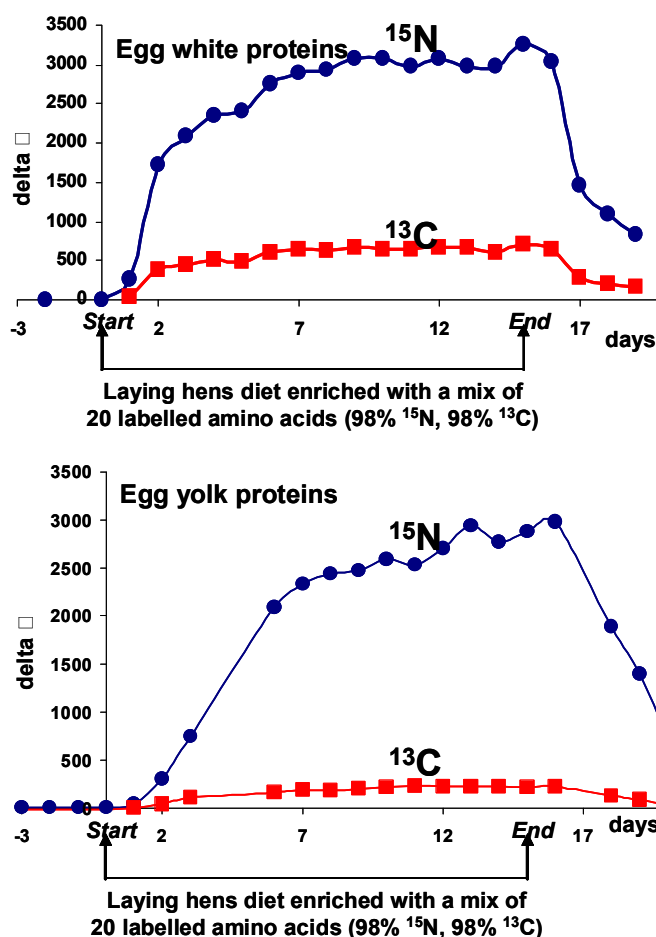 3500
Egg white proteins
15N
3000
2500
2000
1500
1000
500
0
delta □
13C
-3
Start
2
7
12
End
17
days
Laying hens diet enriched with a mix of
20 labelled amino acids (98% 15N, 98% 13C)
3500
Egg yolk proteins
3000
15N
2500
2000
1500
1000
500
0
delta □
13C
-3
Start
2
7
12
End
17
days
Laying hens diet enriched with a mix of
20 labelled amino acids (98% 15N, 98% 13C)